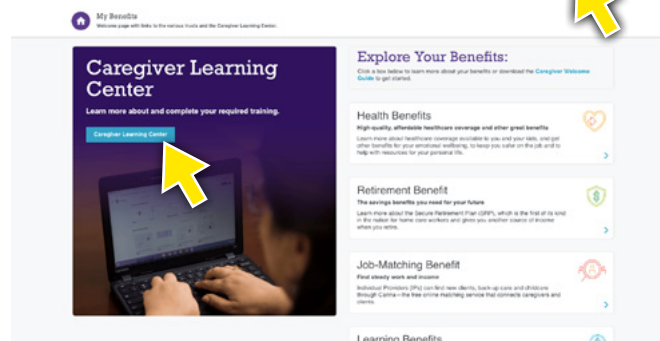 My Benefits
Welcome page with links to the various trusts and the Caregiver Learning Center.
Caregiver Learning
Center
Learn more about and complete your required training.
Caregiver Learning Center
Explore Your Benefits:
Click a box below to learn more about your benefits or download the Caregiver Welcome
Guide to get started.
Health Benefits
High-quality, affordable healthcare coverage and other great benefits
Learn more about healthcare coverage available to you and your kids, and get
other benefits for your emotional wellbeing, to keep you safer on the job and to
help with resources for your personal life.
Retirement Benefit
The savings benefits you need for your future
Learn more about the Secure Retirement Plan (SRP), which is the first of its kind
in the nation for home care workers and gives you another source of income
when you retire.
Job-Matching Benefit
Find steady work and income
Individual Providers (IPs) can find new clients, back-up care and childcare
through Carina—the free online matching service that connects caregivers and
clients.
Learning Benefits